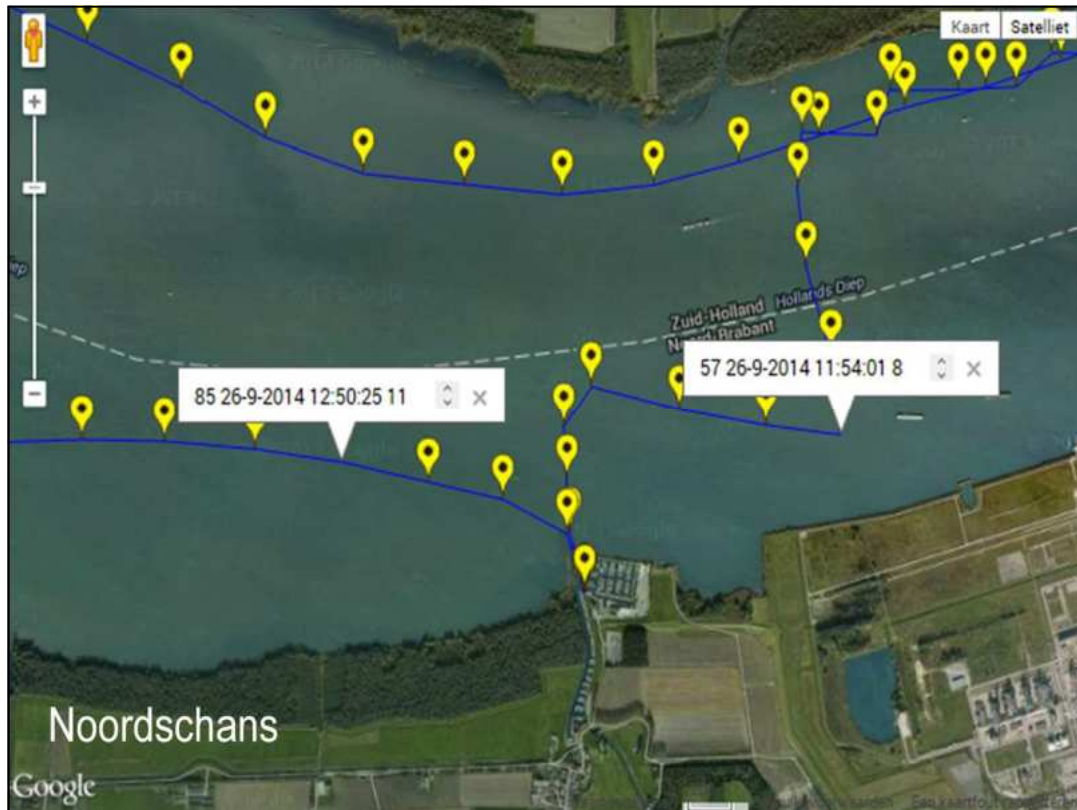 Kaart Satelliet
Zuid-Holland Hollands Diep
Noord-Brabant
57 26-9-2014 11:54:01 8
85 26-9-2014 12:50:25 11
Noordschans
Google